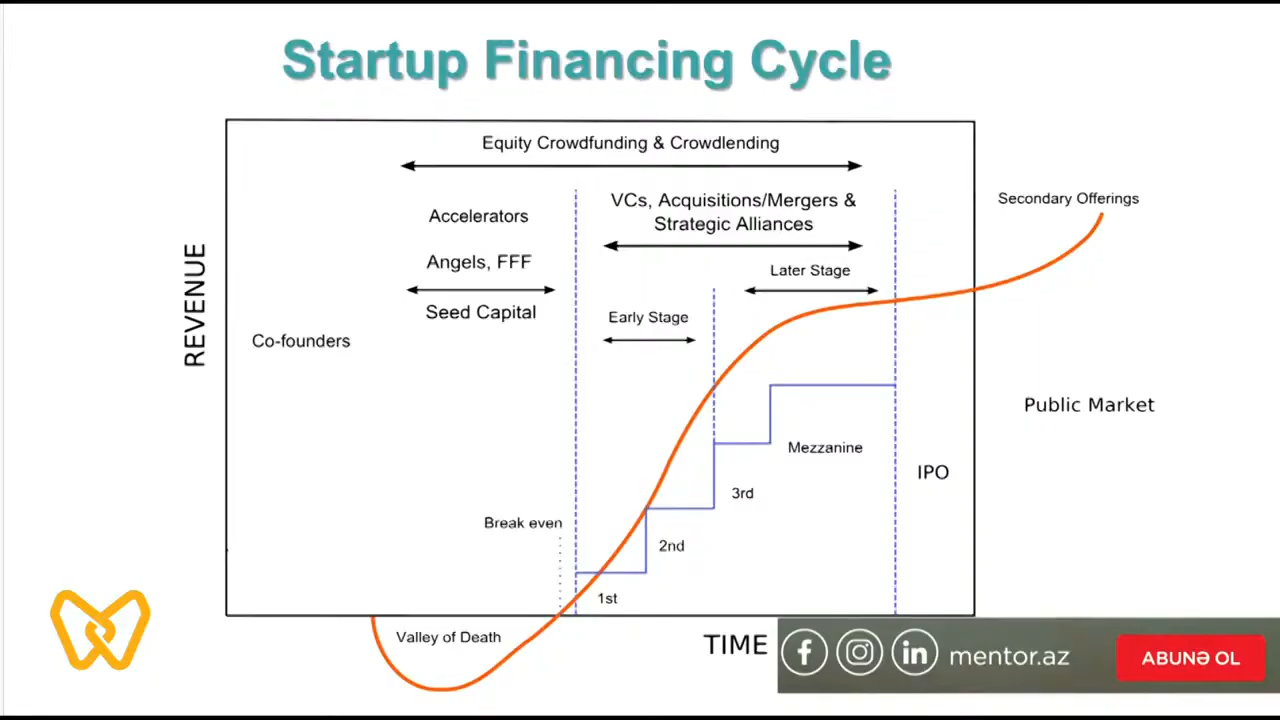 Startup Financing Cycle
Equity Crowdfunding & Crowdlending
VCs, Acquisitions/Mergers &
Strategic Alliances
Secondary Offerings
Accelerators
Angels, FFF
Seed Capital
Later Stage
Early Stage
REVENUE
Co-founders
Public Market
Mezzanine
IPO
3rd
Break even
2nd
1st
Valley of Death
TIME
mentor.az
ABUNƏ OL